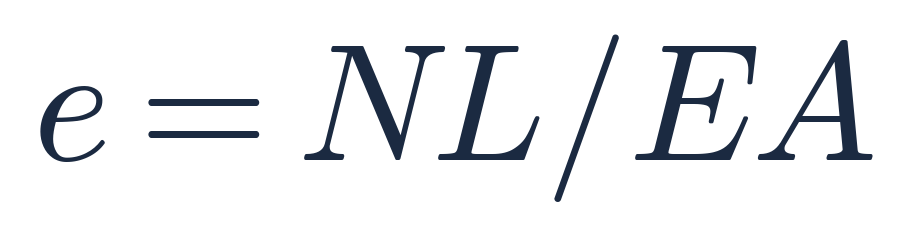 e = NL/EA